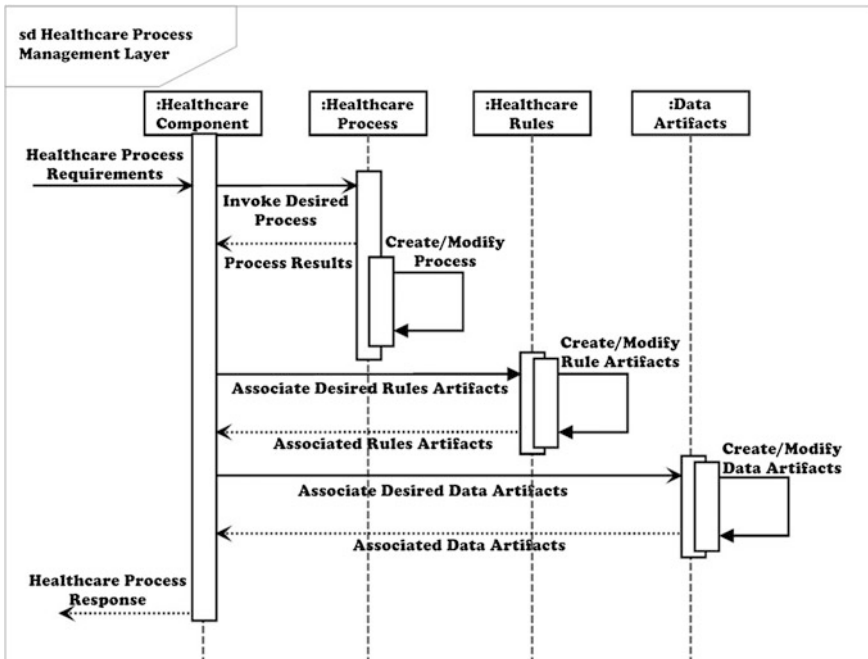 sd Healthcare Process
Management Layer
:Healthcare
Component
:Healthcare
Process
:Healthcare
Rules
:Data
Artifacts
Healthcare Process
Requirements
Invoke Desired
Process
Process Results
Create/Modify
Process
Create/Modify
Rule Artifacts
Associate Desired Rules Artifacts
Associated Rules Artifacts
Create/Modify
Data Artifacts
Associate Desired Data Artifacts
Associated Data Artifacts
Healthcare Process
Response